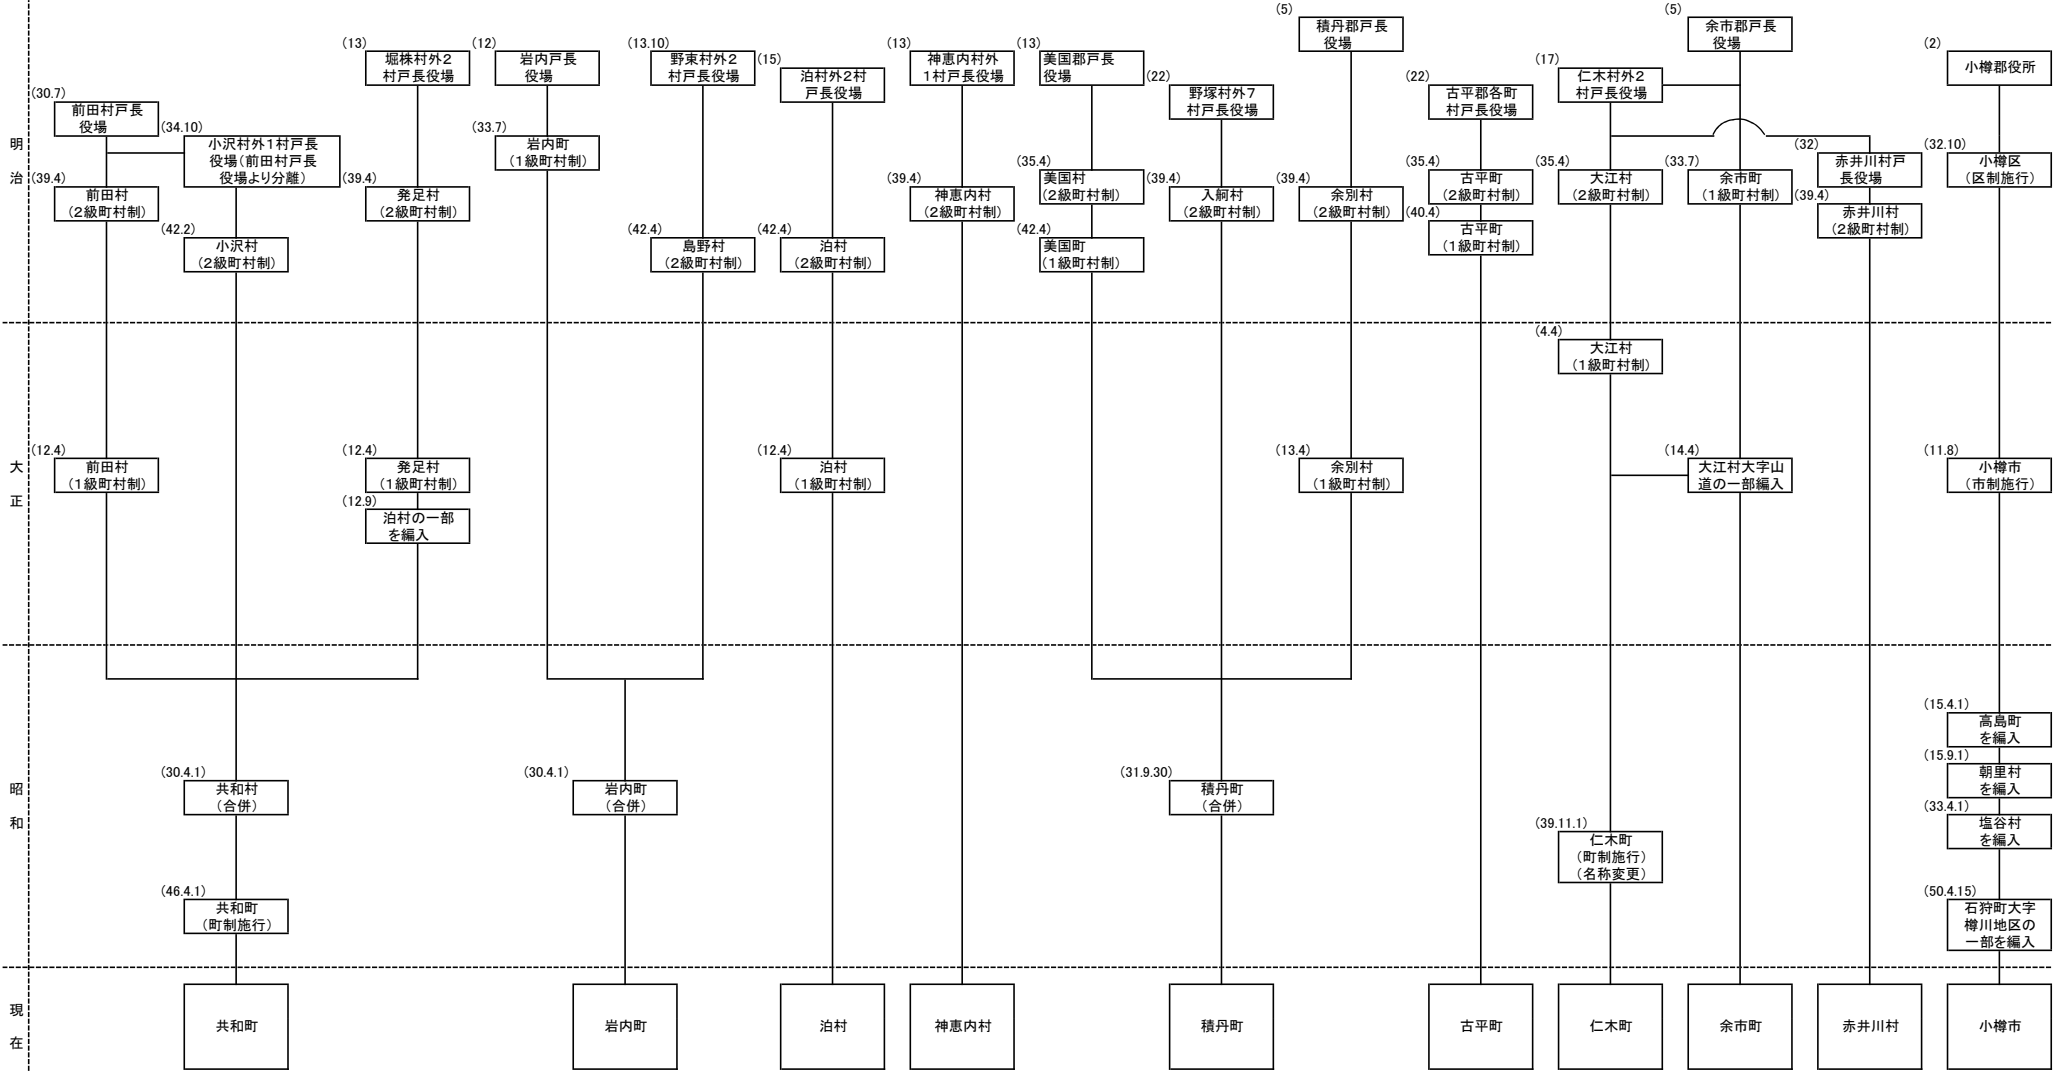 明
治
大
正
昭
和
現
在
(30.7)
前田村戸長
役場
(39.4)
前田村
(2級町村制)
(12.4)
前田村
(1級町村制)
(34.10)
小沢村外1村戸長
役場(前田村戸長
役場より分離)
(42.2)
小沢村
(2級町村制)
(13)
堀株村外2
村戸長役場
(39.4)
発足村
(2級町村制)
(12.4)
発足村
(1級町村制)
(12.9)
泊村の一部
を編入
(30.4.1)
共和村
(合併)
(46.4.1)
共和町
(町制施行)
共和町
(12)
岩内戸長
役場
(33.7)
岩内町
(1級町村制)
(13.10)
野束村外2
村戸長役場
(42.4)
島野村
(2級町村制)
(30.4.1)
岩内町
(合併)
岩内町
(15)
泊村外2村
戸長役場
(42.4)
泊村
(2級町村制)
(12.4)
泊村
(1級町村制)
泊村
(13)
神恵内村外
1村戸長役場
(39.4)
神恵内村
(2級町村制)
神恵内村
(13)
美国郡戸長
役場
(35.4)
美国村
(2級町村制)
(42.4)
美国町
(1級町村制)
(22)
野塚村外7
村戸長役場
(39.4)
入舸村
(2級町村制)
(5)
積丹郡戸長
役場
(39.4)
余別村
(2級町村制)
(13.4)
余別村
(1級町村制)
(31.9.30)
積丹町
(合併)
積丹町
(22)
古平郡各町
村戸長役場
(35.4)
古平町
(2級町村制)
(40.4)
古平町
(1級町村制)
古平町
(17)
仁木村外2
村戸長役場
(35.4)
大江村
(2級町村制)
(4.4)
大江村
(1級町村制)
(39.11.1)
仁木町
(町制施行)
(名称変更)
仁木町
(5)
余市郡戸長
役場
(33.7)
余市町
(1級町村制)
(14.4)
大江村大字山
道の一部編入
余市町
(32)
赤井川村戸
長役場
(39.4)
赤井川村
(2級町村制)
赤井川村
(2)
小樽郡役所
(32.10)
小樽区
(区制施行)
(11.8)
小樽市
(市制施行)
(15.4.1)
高島町
を編入
(15.9.1)
朝里村
を編入
(33.4.1)
塩谷村
を編入
(50.4.15)
石狩町大字
樽川地区の
一部を編入
小樽市